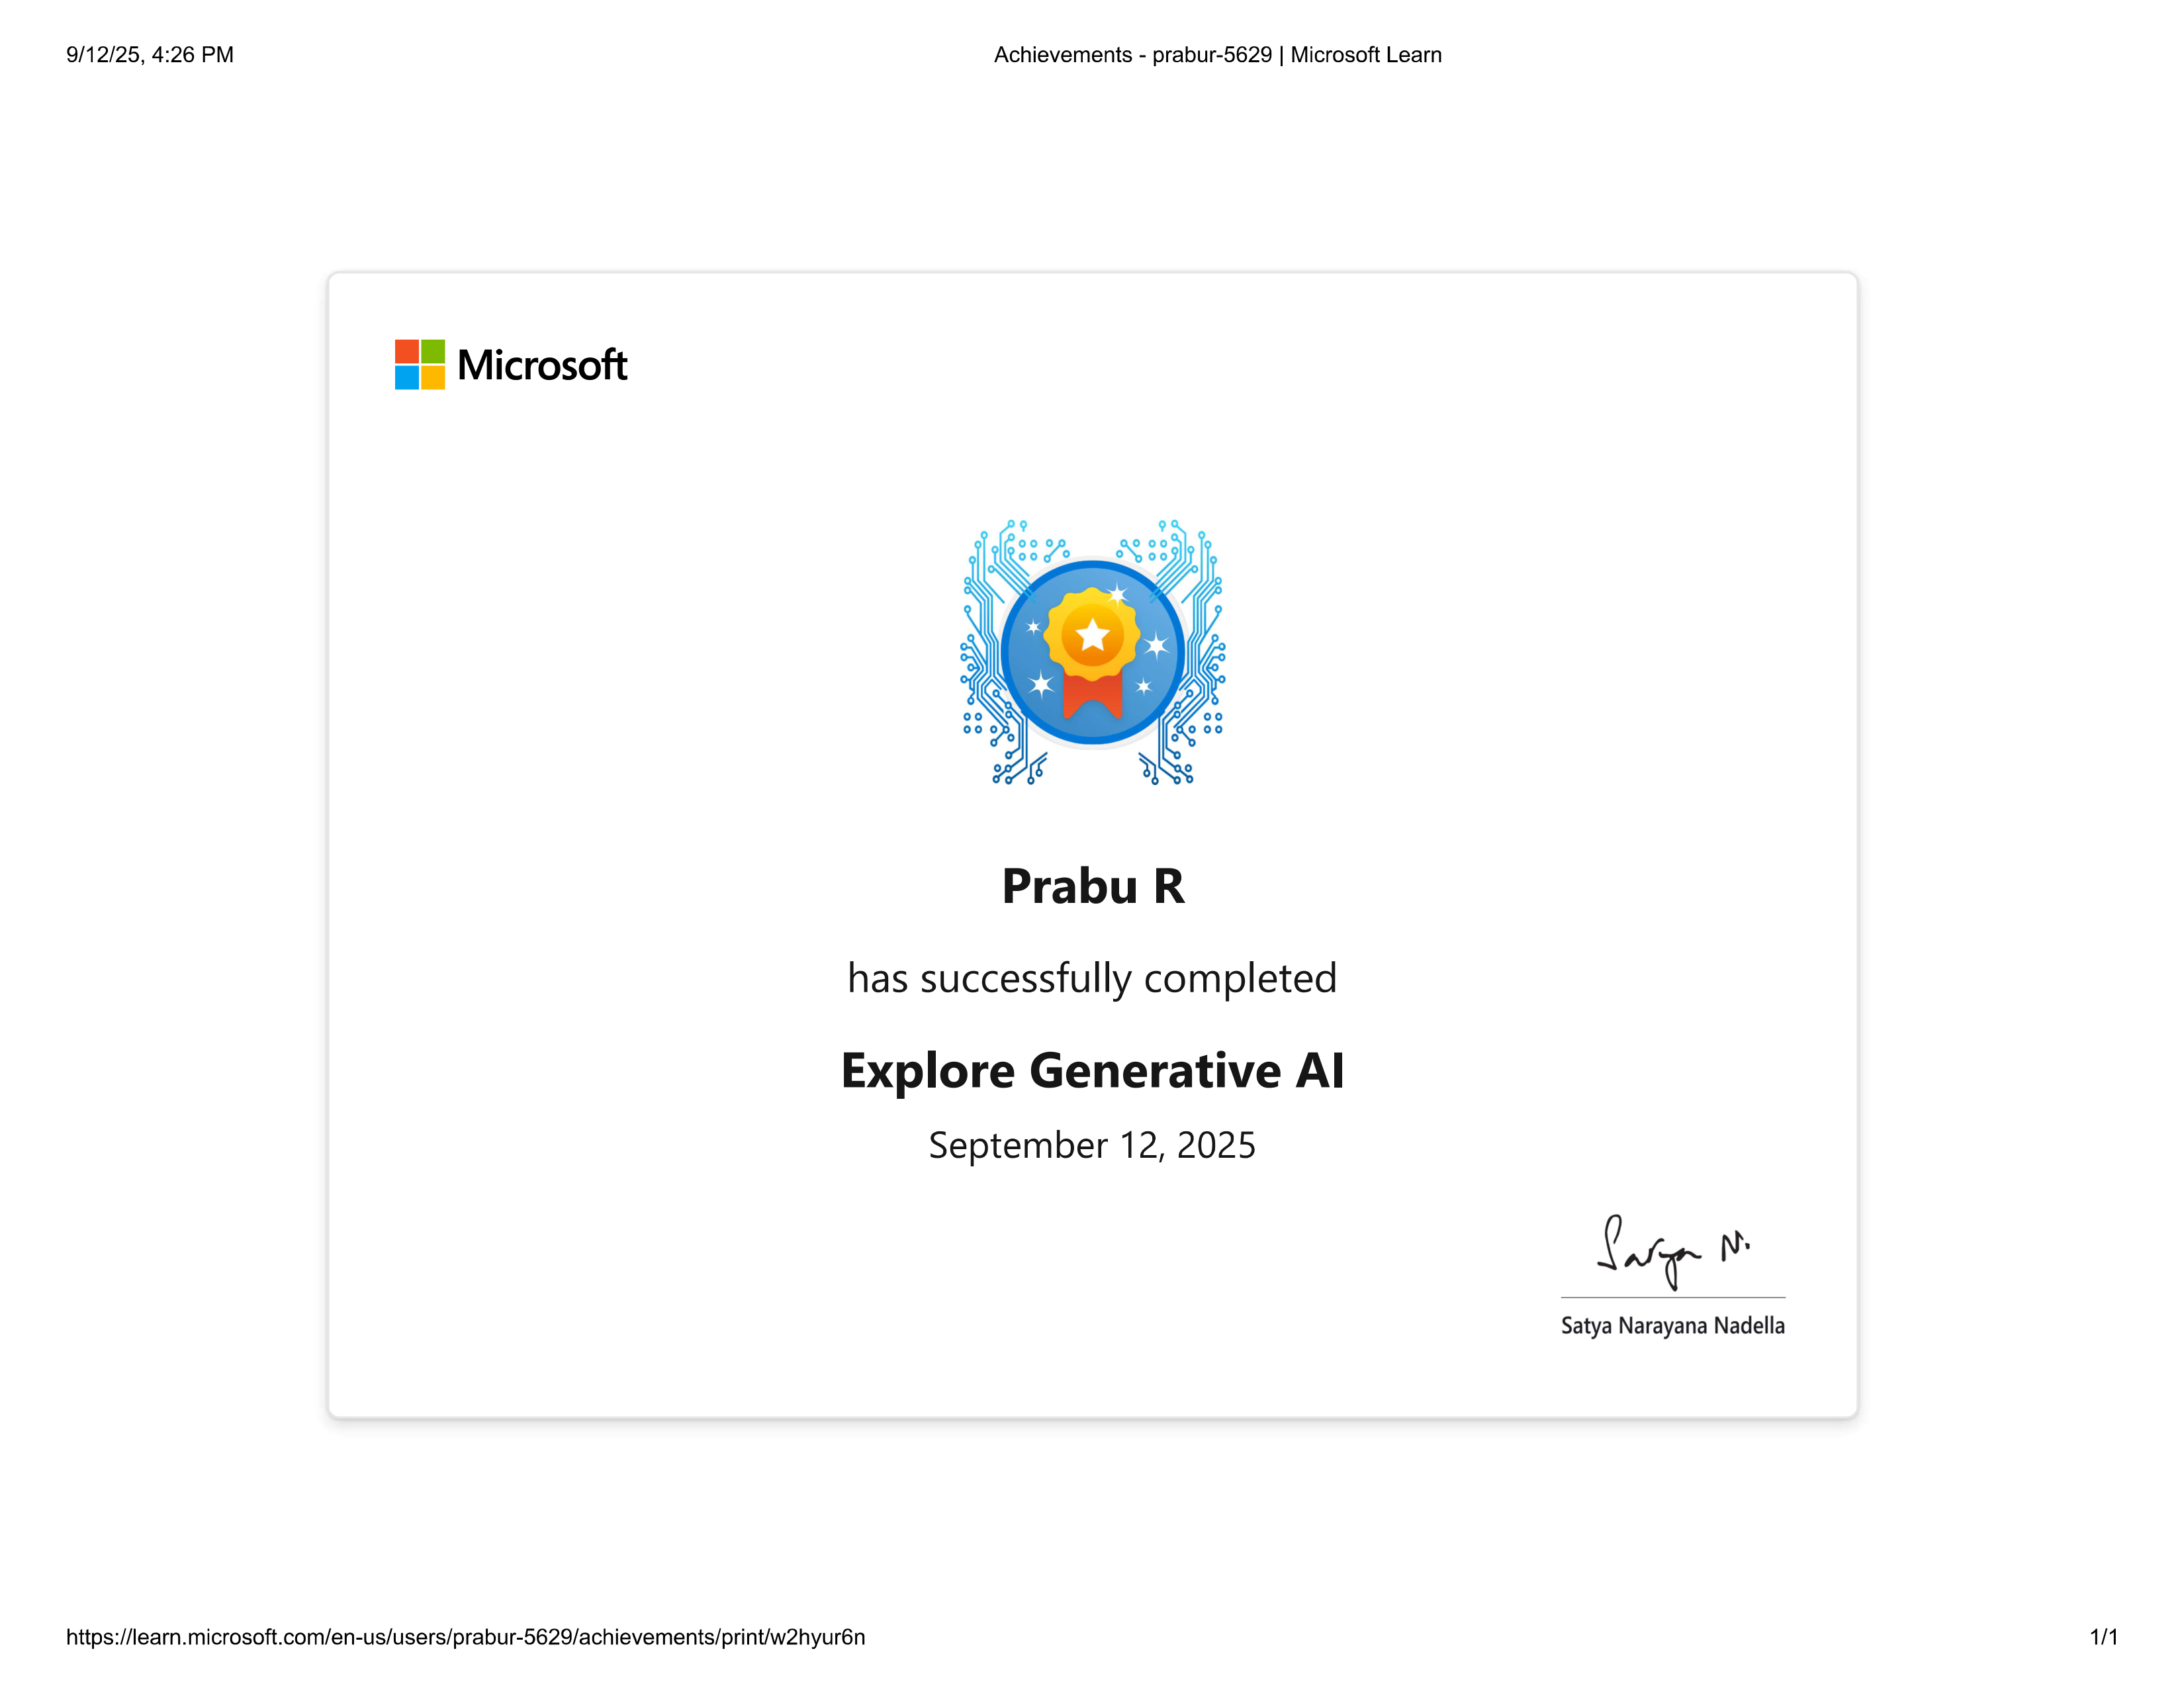 9/12/25, 4:26 PM
Achievements - prabur-5629 | Microsoft Learn
Microsoft
Prabu R
has successfully completed
Explore Generative AI
September 12, 2025
Satya N.
Satya Narayana Nadella
https://learn.microsoft.com/en-us/users/prabur-5629/achievements/print/w2hyur6n
1/1